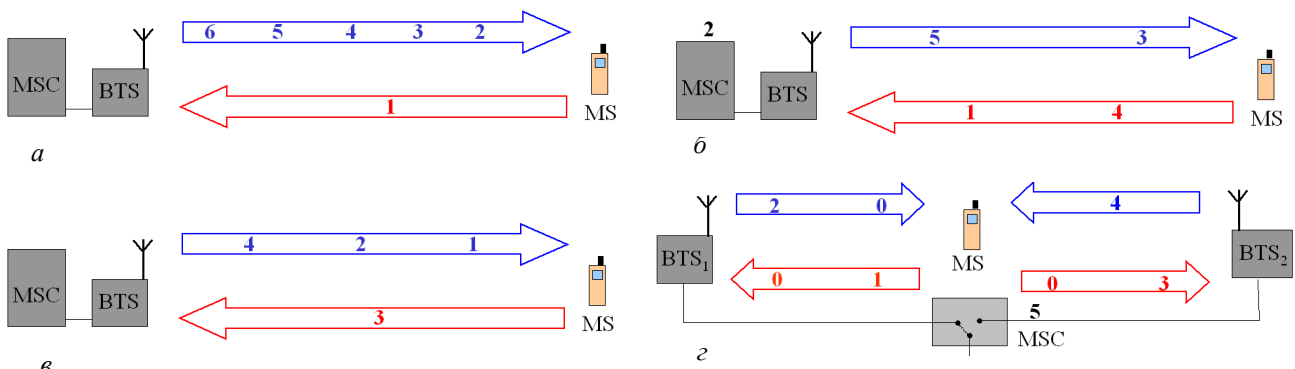 6 5 4 3 2
MSC BTS
1
MS
а
2
5 3
MSC BTS
1 4
MS
б
4 2 1
MSC BTS
3
MS
в
2 0
4
BTS1 MS BTS2
0 1
0 3
5
MSC
г